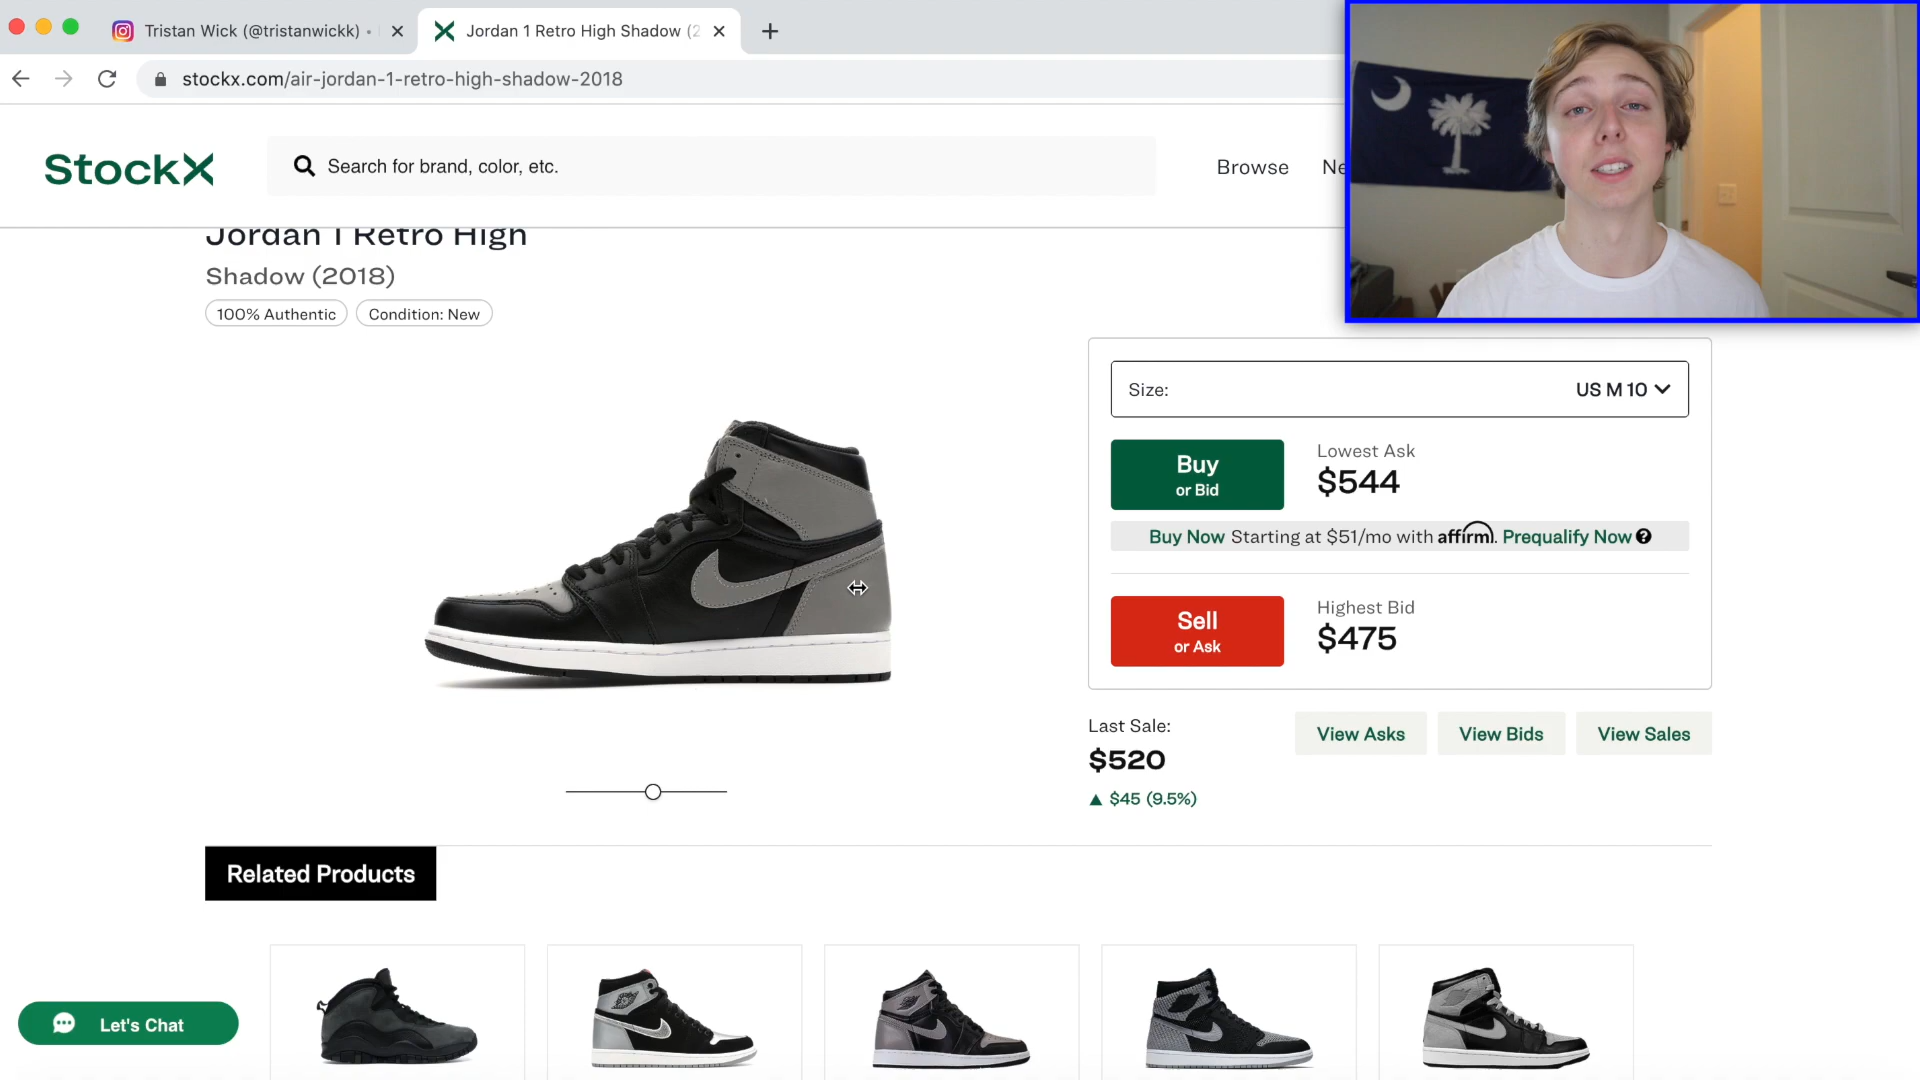 Tristan Wick (@tristanwickk) •
Jordan 1 Retro High Shadow (2
stockx.com/air-jordan-1-retro-high-shadow-2018
StockX
Search for brand, color, etc.
Browse
Ne
Jordan 1 Retro High
Shadow (2018)
100% Authentic
Condition: New
Size:
US M 10
Buy
or Bid
Lowest Ask
$544
Buy Now Starting at $51/mo with affirm. Prequalify Now
Sell
or Ask
Highest Bid
$475
Last Sale:
$520
▲ $45 (9.5%)
View Asks
View Bids
View Sales
Related Products
Let's Chat